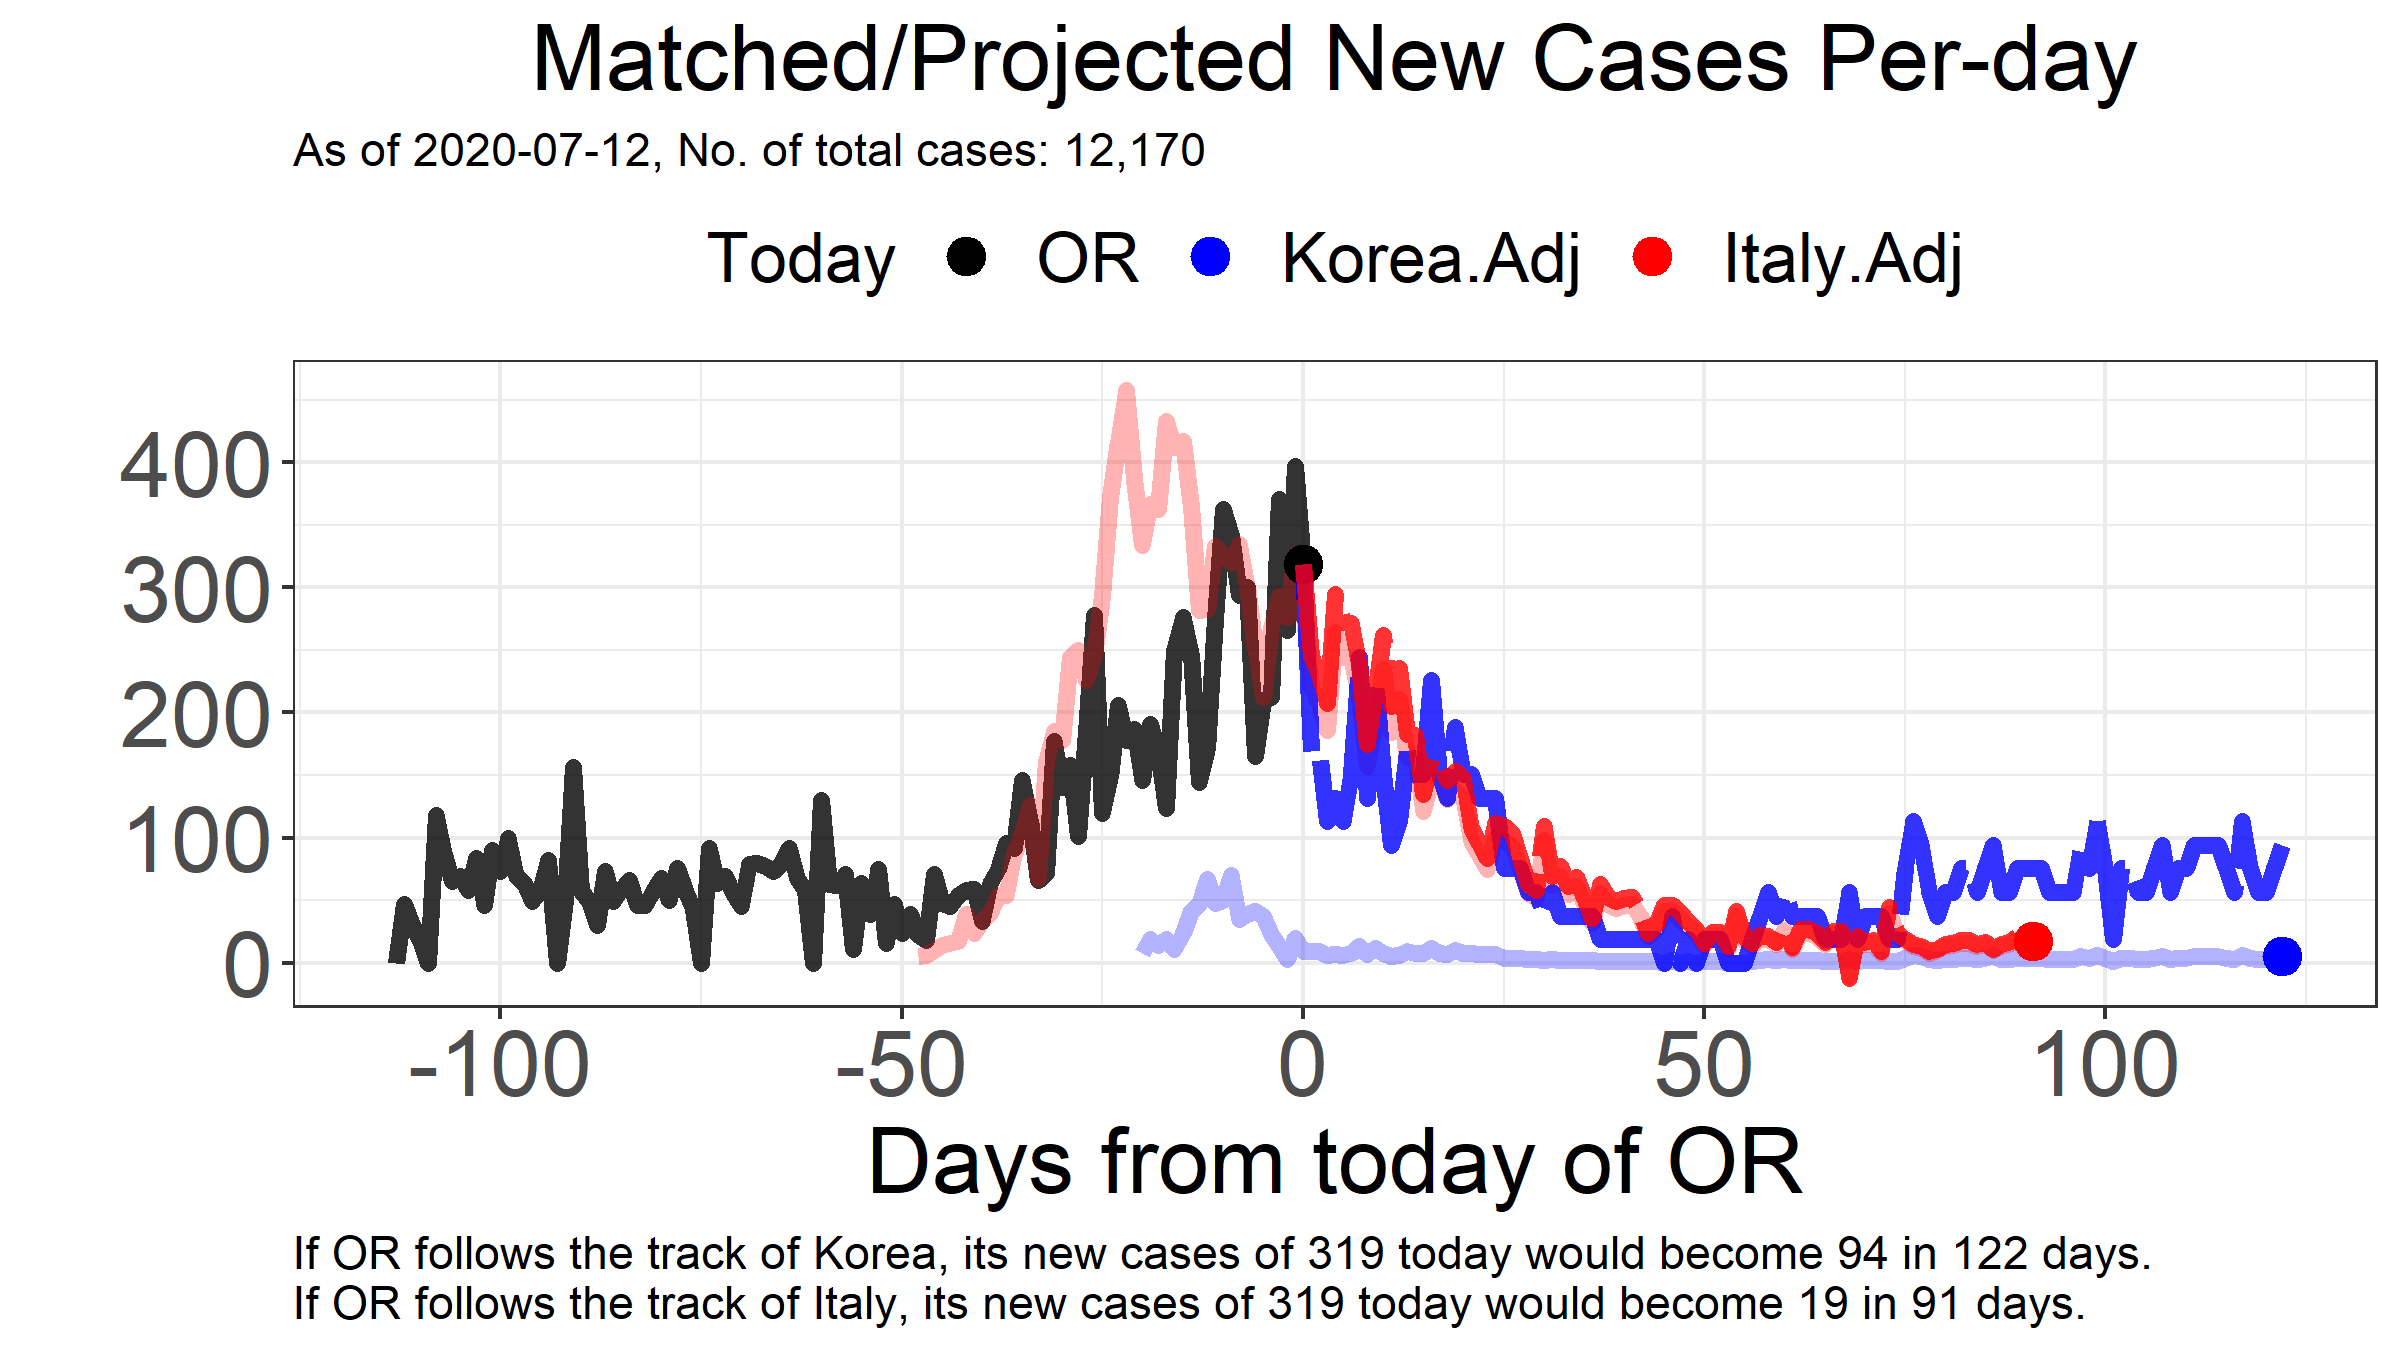 Matched/Projected New Cases Per-day
As of 2020-07-12, No. of total cases: 12,170
Today OR Korea.Adj Italy.Adj
400
300
200
100
0
-100 -50 0 50 100
Days from today of OR
If OR follows the track of Korea, its new cases of 319 today would become 94 in 122 days.
If OR follows the track of Italy, its new cases of 319 today would become 19 in 91 days.